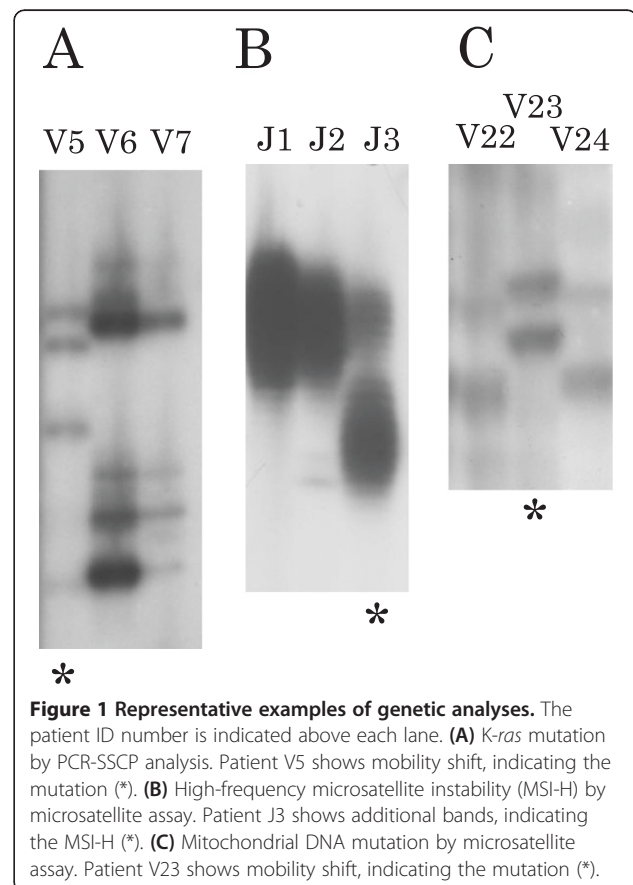 A
B
C
V5 V6 V7
J1 J2 J3
V22 V23 V24
*
*
*
Figure 1 Representative examples of genetic analyses. The
patient ID number is indicated above each lane. (A) K-ras mutation
by PCR-SSCP analysis. Patient V5 shows mobility shift, indicating the
mutation (*). (B) High-frequency microsatellite instability (MSI-H) by
microsatellite assay. Patient J3 shows additional bands, indicating
the MSI-H (*). (C) Mitochondrial DNA mutation by microsatellite
assay. Patient V23 shows mobility shift, indicating the mutation (*).